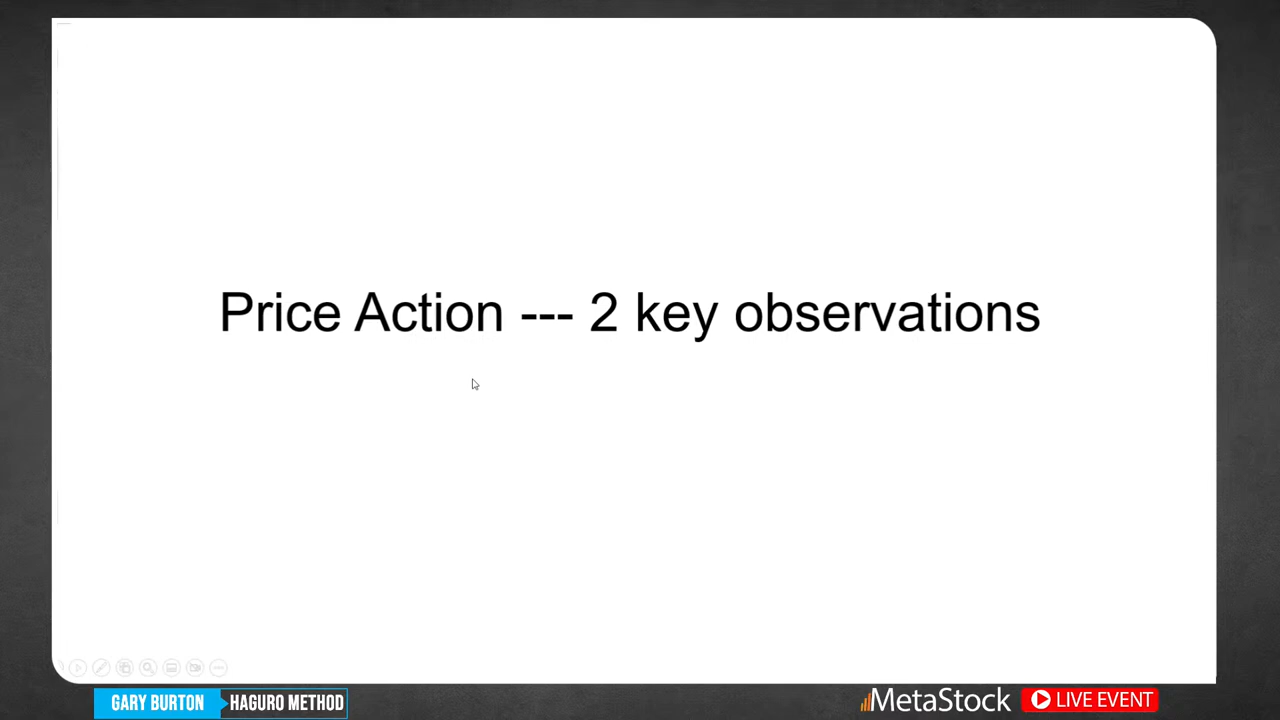 Price Action --- 2 key observations
GARY BURTON HAGURO METHOD
MetaStock LIVE EVENT